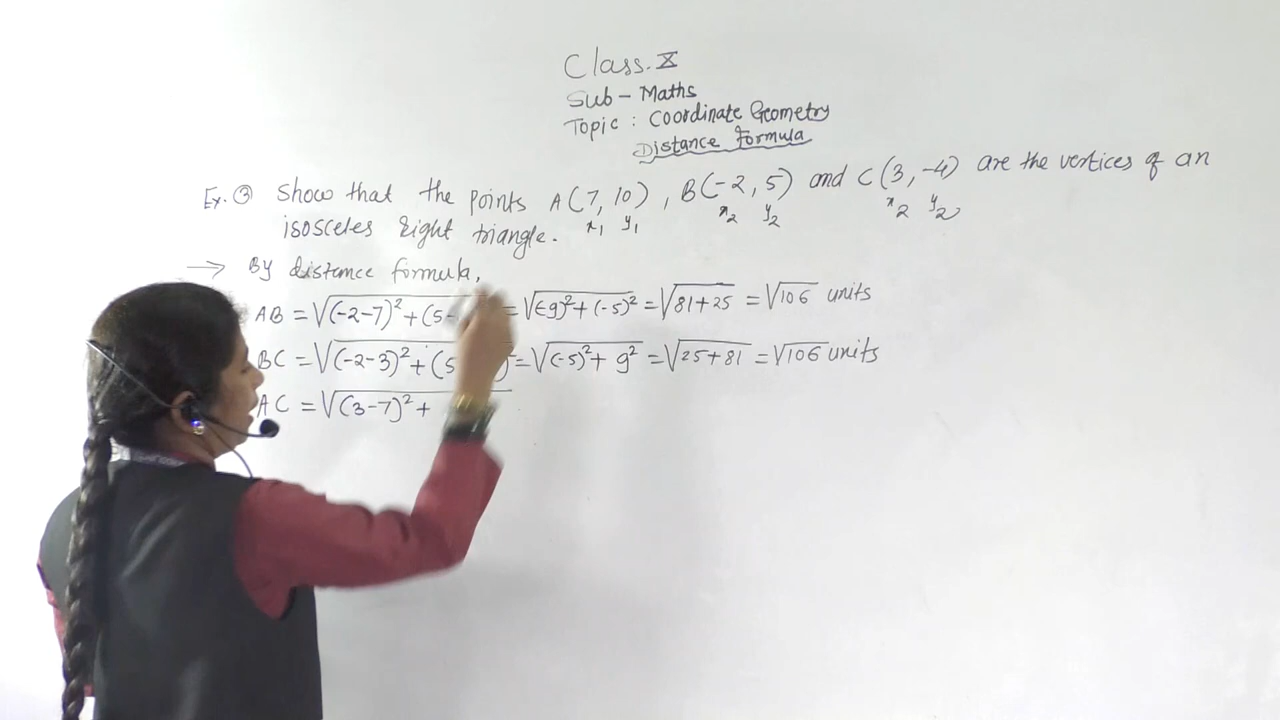 Class. X
Sub - Maths
Topic : Coordinate Geometry
Distance Formula
Ex. ③ Show that the points A(7, 10), B(-2, 5) and C(3, -4) are the vertices of an
x₁ y₁ x₂ y₂ x₂ y₂
isosceles right triangle.
→ By distance formula,
AB = √(-2-7)² + (5- = √(-9)² + (-5)² = √81+25 = √106 units
BC = √(-2-3)² + (5 )² = √(-5)² + 9² = √25+81 = √106 units
AC = √(3-7)² +